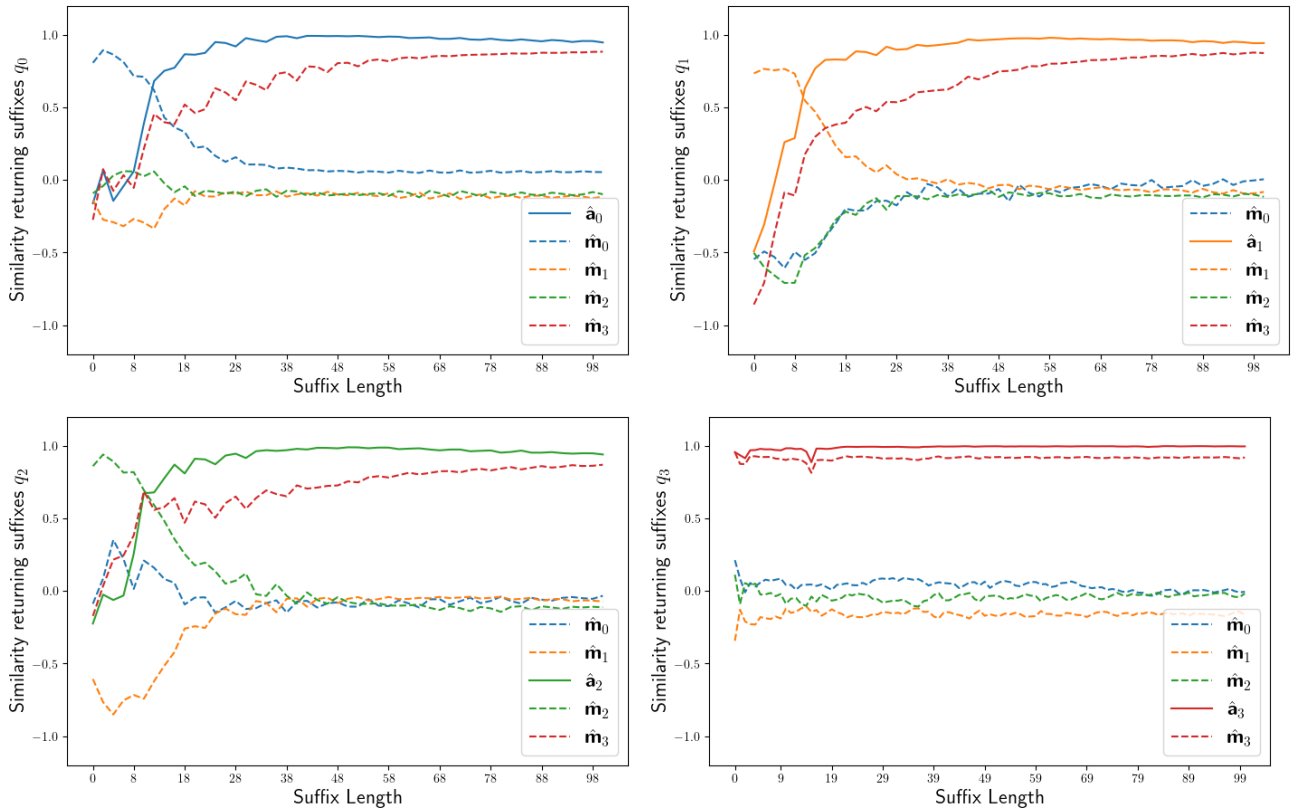 Similarity returning suffixes q₀
1.0
0.5
0.0
−0.5
−1.0
0 8 18 28 38 48 58 68 78 88 98
Suffix Length
â₀
m̂₀
m̂₁
m̂₂
m̂₃
Similarity returning suffixes q₁
1.0
0.5
0.0
−0.5
−1.0
0 8 18 28 38 48 58 68 78 88 98
Suffix Length
m̂₀
â₁
m̂₁
m̂₂
m̂₃
Similarity returning suffixes q₂
1.0
0.5
0.0
−0.5
−1.0
0 8 18 28 38 48 58 68 78 88 98
Suffix Length
m̂₀
m̂₁
â₂
m̂₂
m̂₃
Similarity returning suffixes q₃
1.0
0.5
0.0
−0.5
−1.0
0 9 19 29 39 49 59 69 79 89 99
Suffix Length
m̂₀
m̂₁
m̂₂
â₃
m̂₃